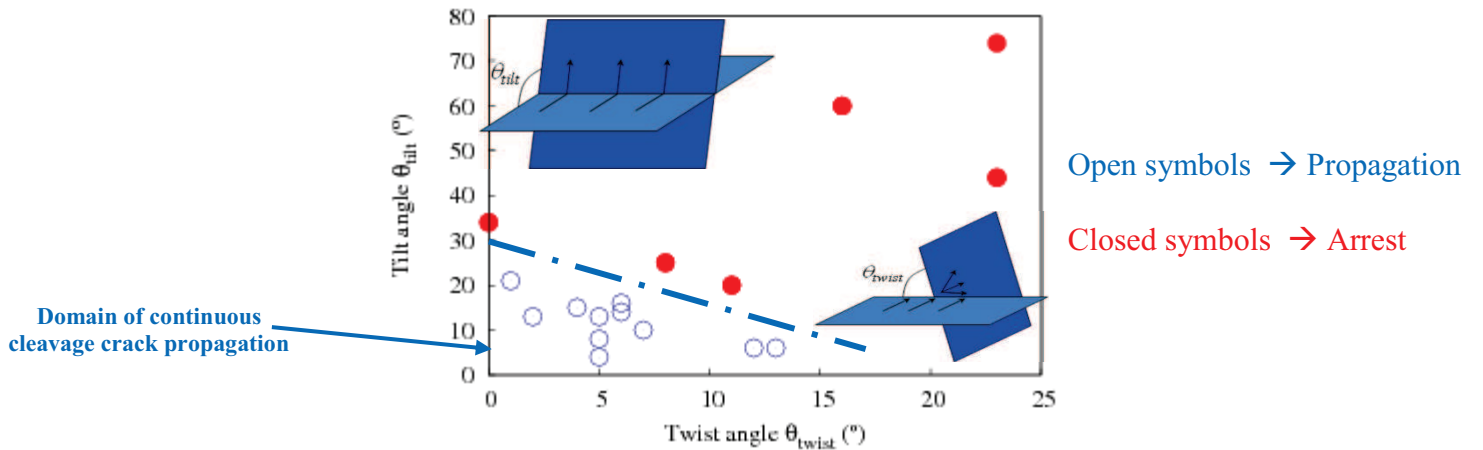 80
70
60
50
40
30
20
10
0
Tilt angle θtilt (°)
θtilt
θtwist
0 5 10 15 20 25
Twist angle θtwist (°)
Open symbols → Propagation
Closed symbols → Arrest
Domain of continuous
cleavage crack propagation